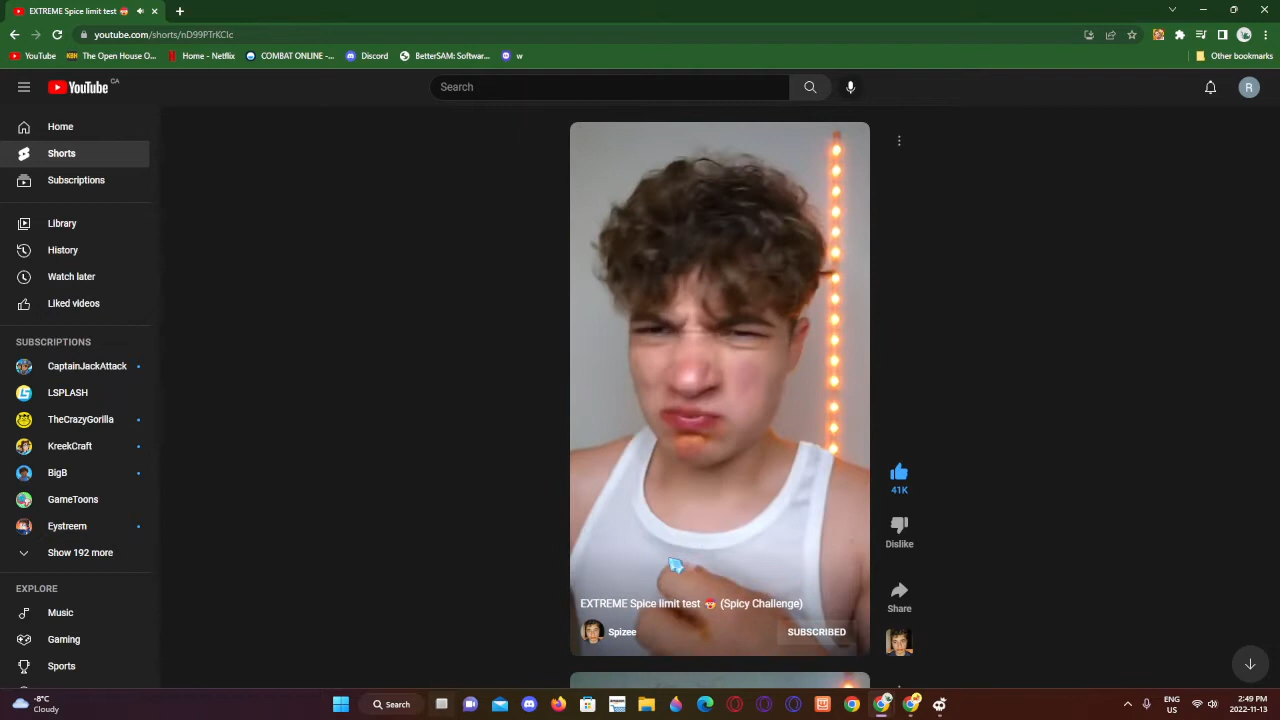 EXTREME Spice limit test
youtube.com/shorts/nD99PTrKClc
YouTube
The Open House O...
Home - Netflix
COMBAT ONLINE -...
Discord
BetterSAM: Softwar...
w
Other bookmarks
YouTube CA
Search
R
Home
Shorts
Subscriptions
Library
History
Watch later
Liked videos
SUBSCRIPTIONS
CaptainJackAttack
LSPLASH
TheCrazyGorilla
KreekCraft
BigB
GameToons
Eystreem
Show 192 more
EXPLORE
Music
Gaming
Sports
41K
Dislike
Share
EXTREME Spice limit test 🥵 (Spicy Challenge)
Spizee
SUBSCRIBED
-8°C
Cloudy
Search
ENG
US
2:49 PM
2022-11-13